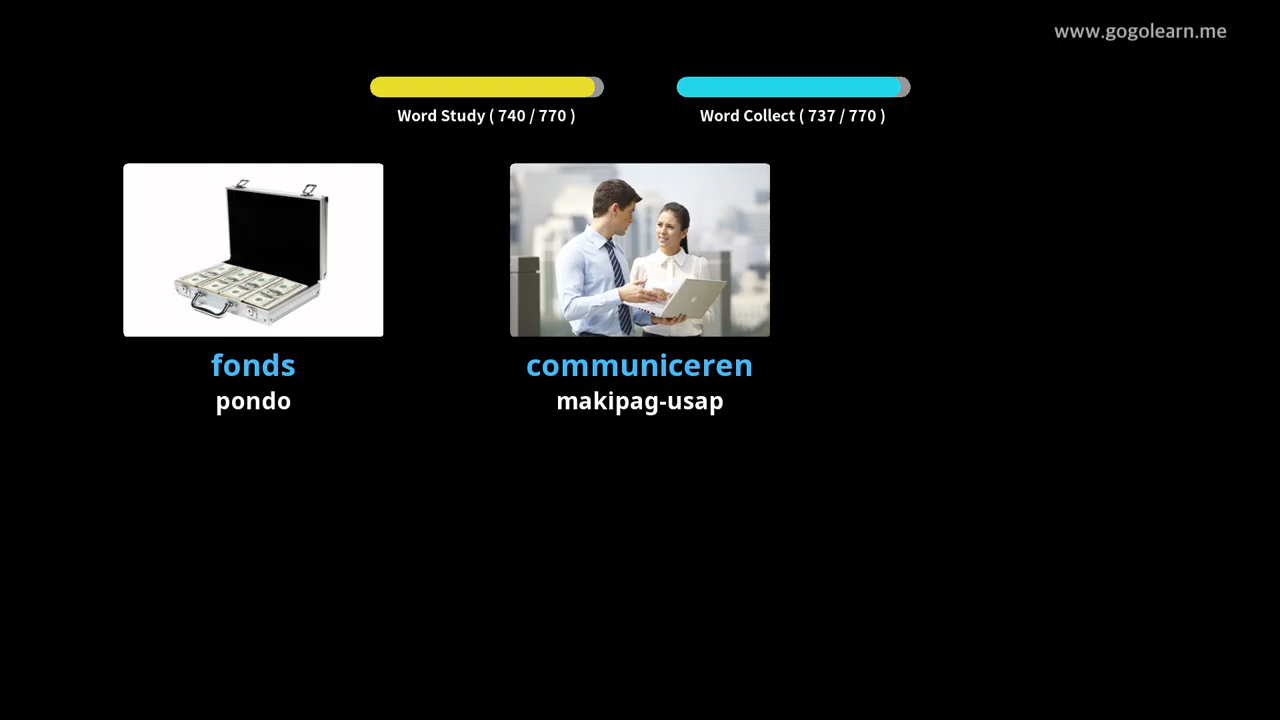 www.gogolearn.me
Word Study ( 740 / 770 )
Word Collect ( 737 / 770 )
fonds
pondo
communiceren
makipag-usap